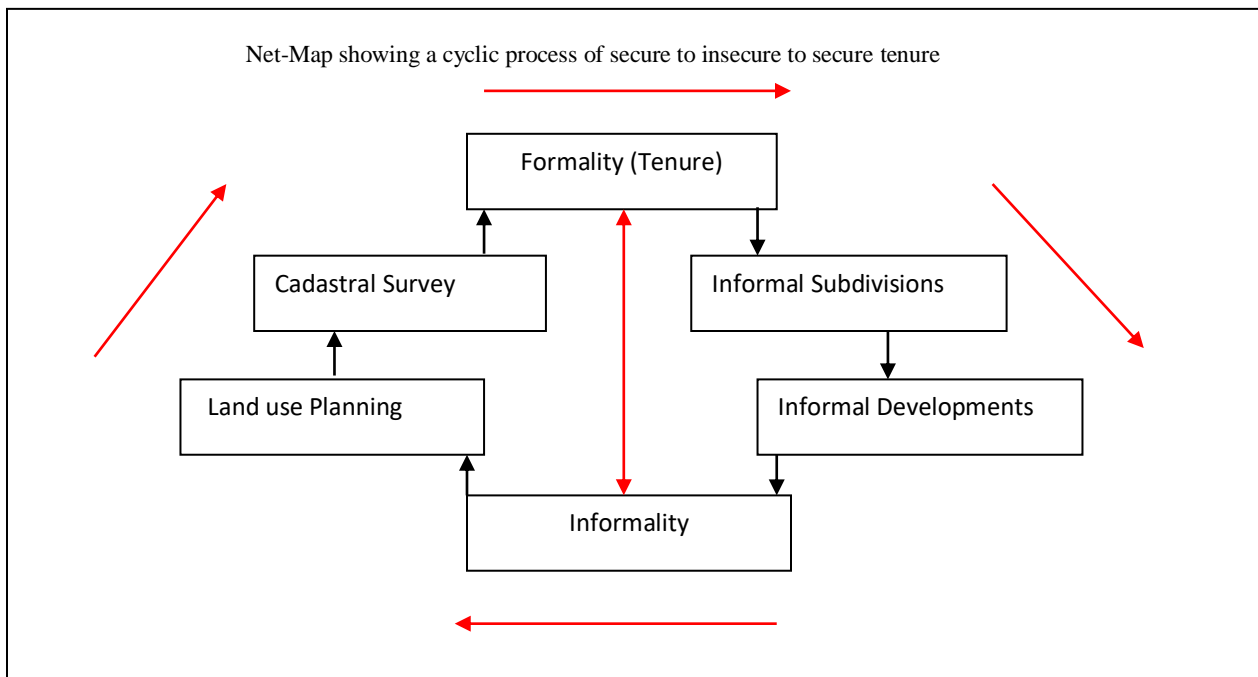 Net-Map showing a cyclic process of secure to insecure to secure tenure
Formality (Tenure)
Cadastral Survey
Informal Subdivisions
Land use Planning
Informal Developments
Informality